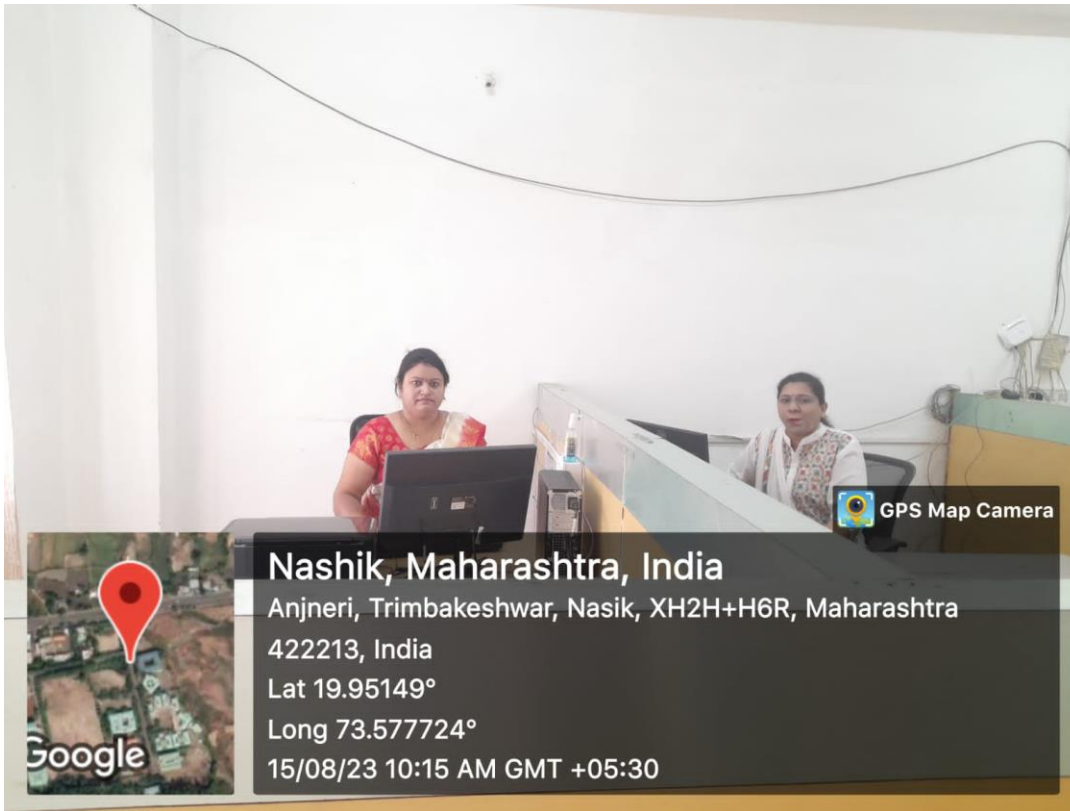 GPS Map Camera
Nashik, Maharashtra, India
Anjneri, Trimbakeshwar, Nasik, XH2H+H6R, Maharashtra
422213, India
Lat 19.95149°
Long 73.577724°
15/08/23 10:15 AM GMT +05:30
Google